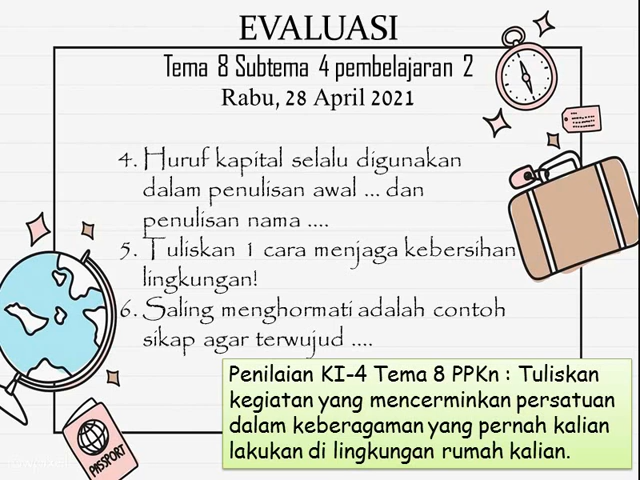 EVALUASI
Tema 8 Subtema 4 pembelajaran 2
Rabu, 28 April 2021
4. Huruf kapital selalu digunakan
dalam penulisan awal ... dan
penulisan nama ....
5. Tuliskan 1 cara menjaga kebersihan
lingkungan!
6. Saling menghormati adalah contoh
sikap agar terwujud ....
Penilaian KI-4 Tema 8 PPKn : Tuliskan
kegiatan yang mencerminkan persatuan
dalam keberagaman yang pernah kalian
lakukan di lingkungan rumah kalian.
PASSPORT